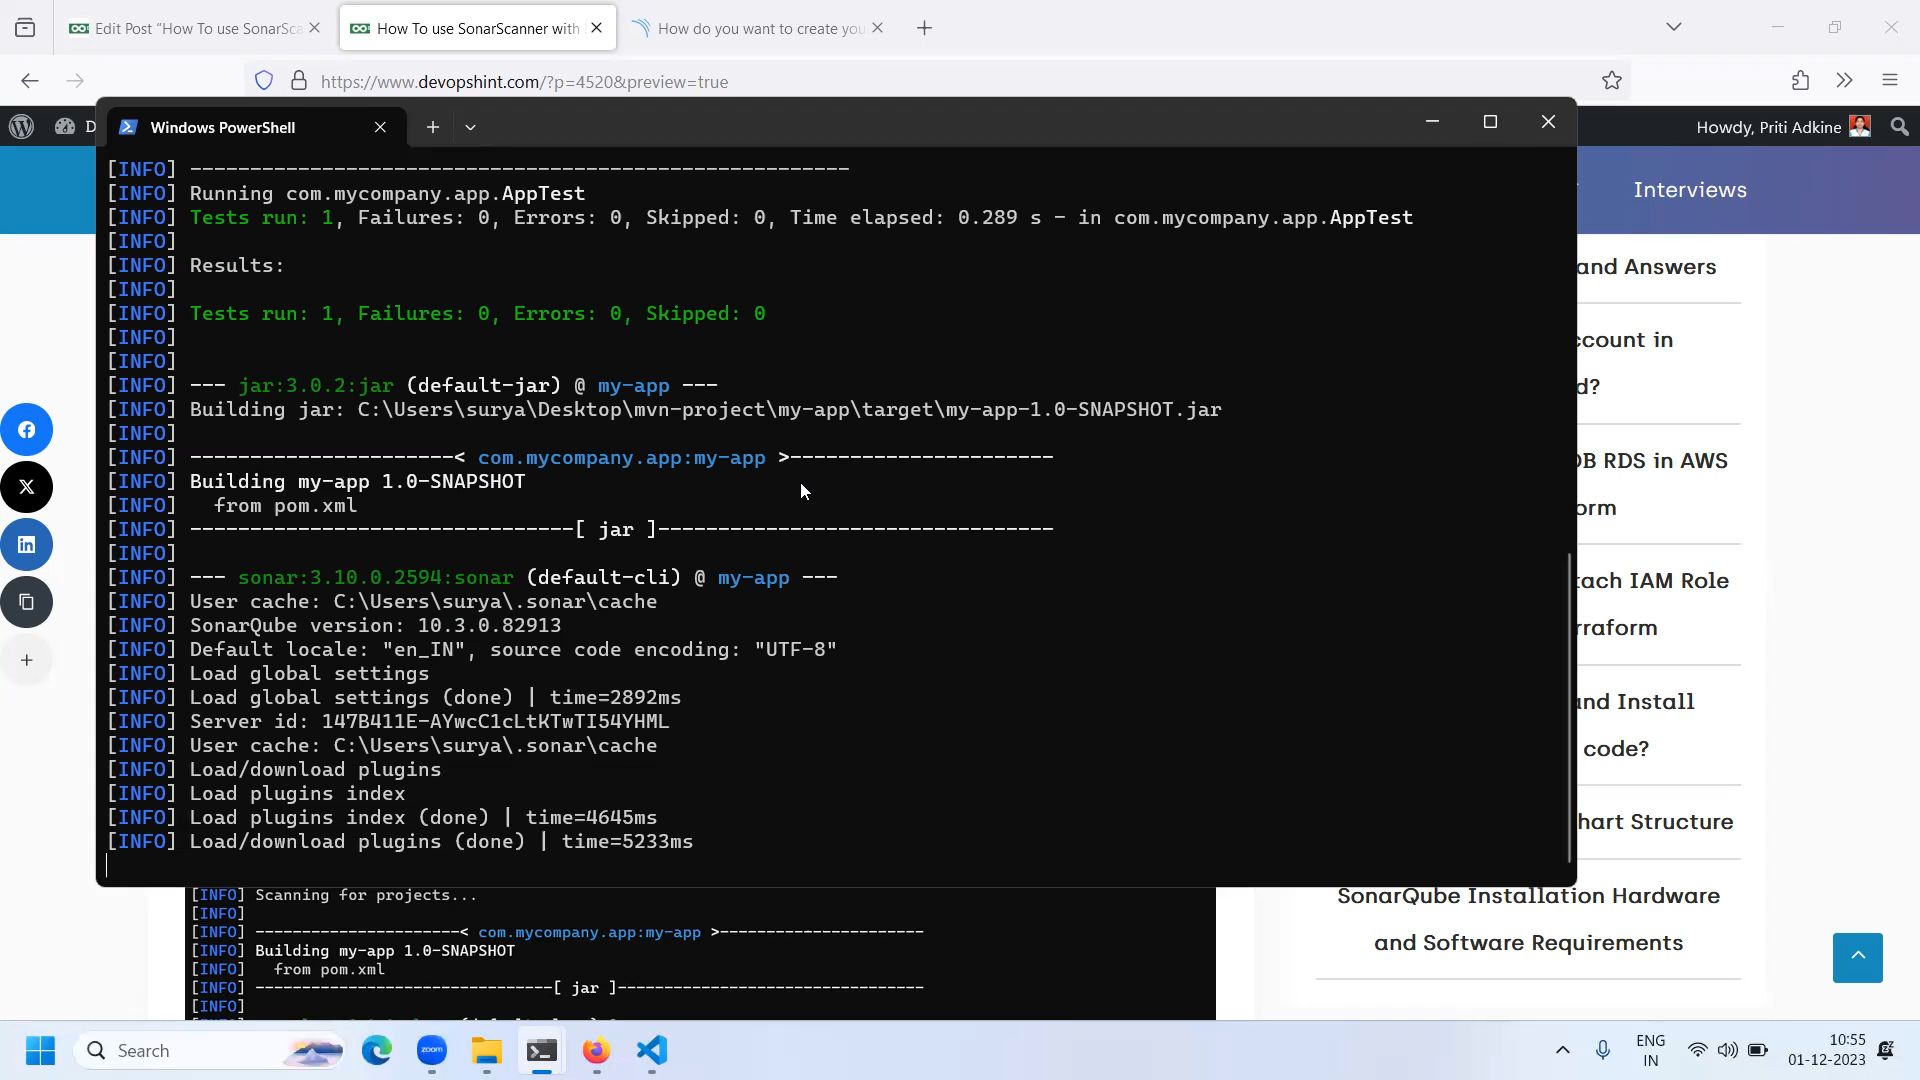 Edit Post "How To use SonarSca
How To use SonarScanner with
How do you want to create you
https://www.devopshint.com/?p=4520&preview=true
D
Howdy, Priti Adkine
Windows PowerShell
[INFO] -------------------------------------------------------
[INFO] Running com.mycompany.app.AppTest
[INFO] Tests run: 1, Failures: 0, Errors: 0, Skipped: 0, Time elapsed: 0.289 s - in com.mycompany.app.AppTest
[INFO]
[INFO] Results:
[INFO]
[INFO] Tests run: 1, Failures: 0, Errors: 0, Skipped: 0
[INFO]
[INFO]
[INFO] --- jar:3.0.2:jar (default-jar) @ my-app ---
[INFO] Building jar: C:\Users\surya\Desktop\mvn-project\my-app\target\my-app-1.0-SNAPSHOT.jar
[INFO]
[INFO] ----------------------< com.mycompany.app:my-app >----------------------
[INFO] Building my-app 1.0-SNAPSHOT
[INFO]   from pom.xml
[INFO] --------------------------------[ jar ]---------------------------------
[INFO]
[INFO] --- sonar:3.10.0.2594:sonar (default-cli) @ my-app ---
[INFO] User cache: C:\Users\surya\.sonar\cache
[INFO] SonarQube version: 10.3.0.82913
[INFO] Default locale: "en_IN", source code encoding: "UTF-8"
[INFO] Load global settings
[INFO] Load global settings (done) | time=2892ms
[INFO] Server id: 147B411E-AYwcC1cLtKTwTI54YHML
[INFO] User cache: C:\Users\surya\.sonar\cache
[INFO] Load/download plugins
[INFO] Load plugins index
[INFO] Load plugins index (done) | time=4645ms
[INFO] Load/download plugins (done) | time=5233ms
Interviews
and Answers
ccount in
d?
DB RDS in AWS
orm
tach IAM Role
rraform
and Install
code?
hart Structure
SonarQube Installation Hardware
and Software Requirements
[INFO] Scanning for projects...
[INFO]
[INFO] ----------------------< com.mycompany.app:my-app >----------------------
[INFO] Building my-app 1.0-SNAPSHOT
[INFO]   from pom.xml
[INFO] --------------------------------[ jar ]---------------------------------
[INFO]
Search
zoom
ENG
IN
10:55
01-12-2023